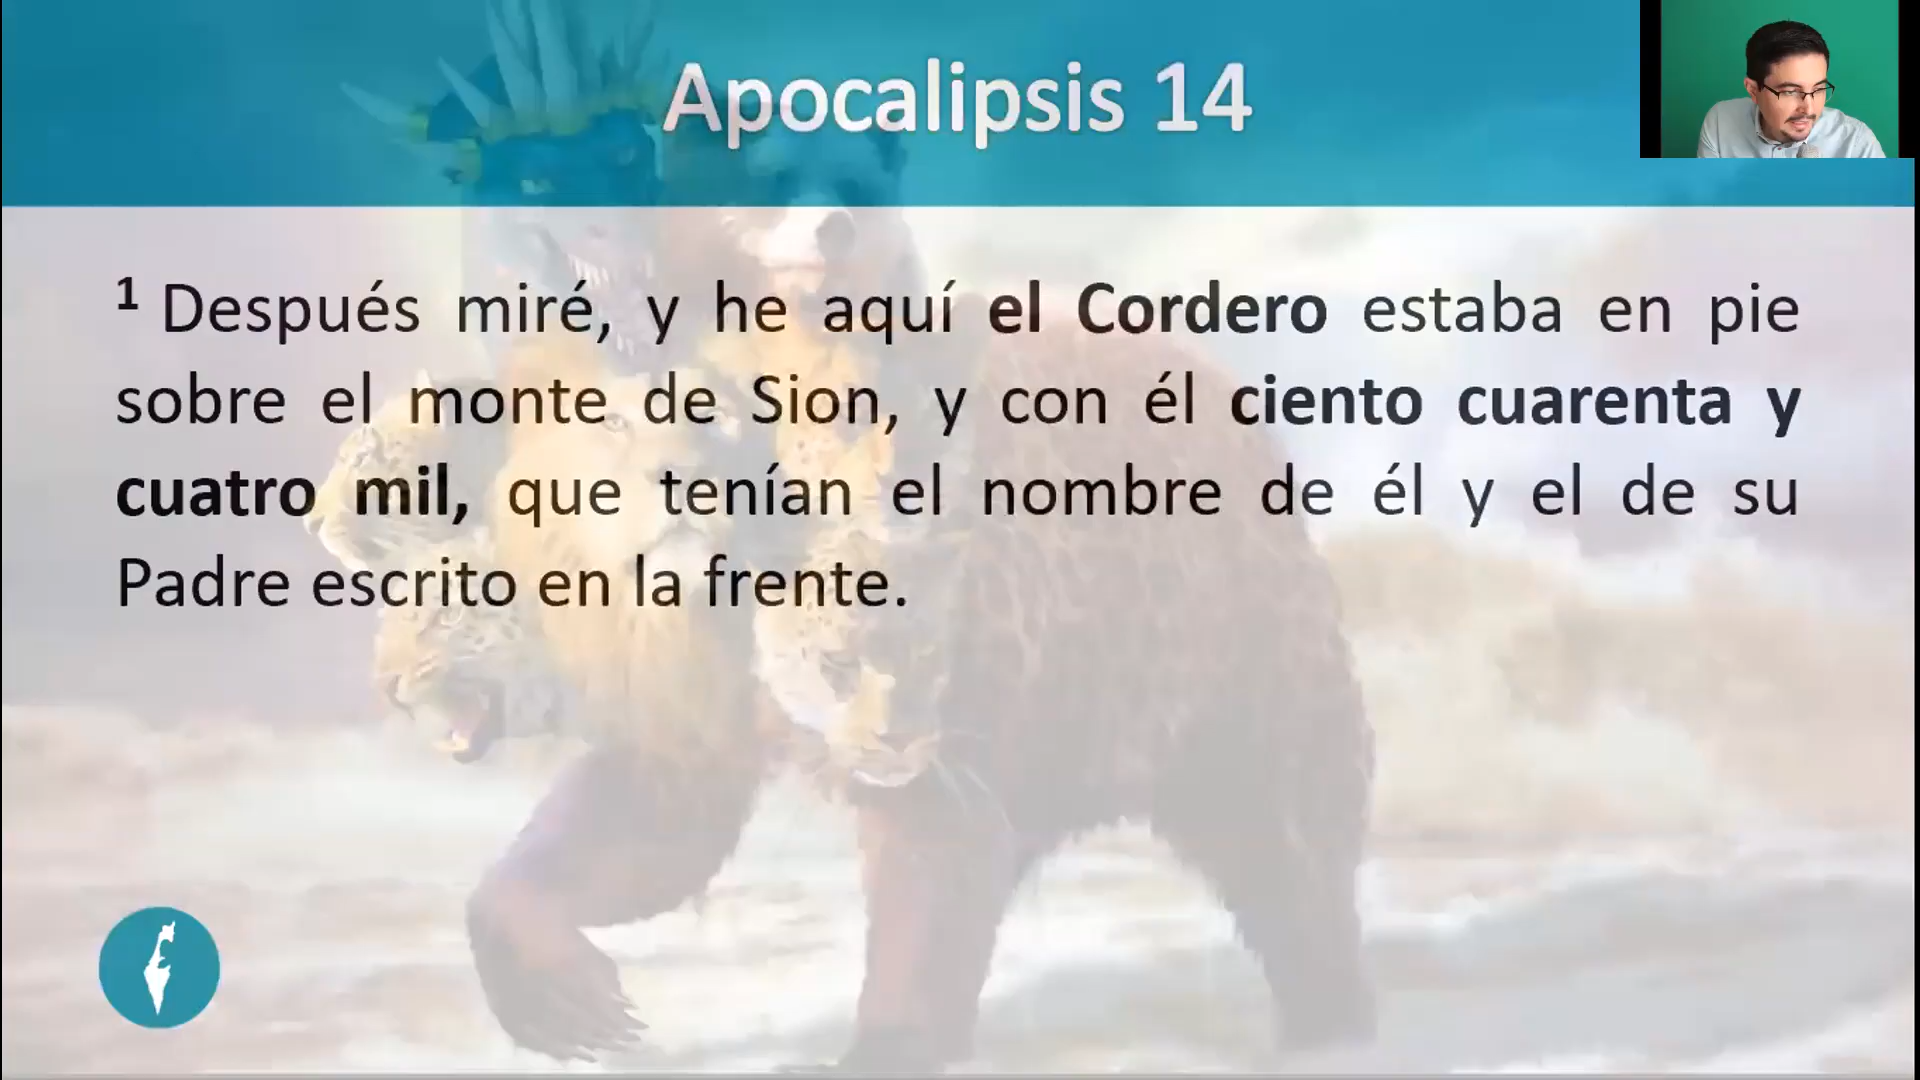 Apocalipsis 14
1 Después miré, y he aquí el Cordero estaba en pie
sobre el monte de Sion, y con él ciento cuarenta y
cuatro mil, que tenían el nombre de él y el de su
Padre escrito en la frente.